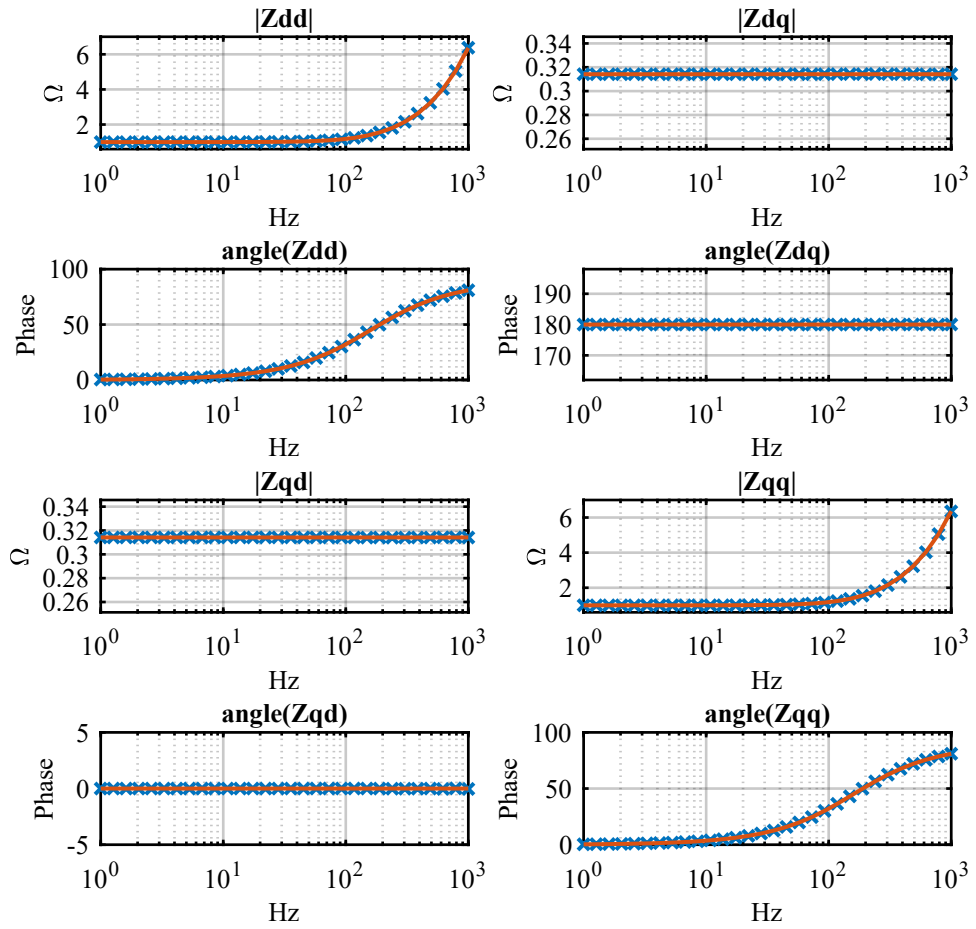 |Zdd|
6
4
2
Ω
10^0 10^1 10^2 10^3
Hz
|Zdq|
0.34
0.32
0.3
0.28
0.26
Ω
10^0 10^1 10^2 10^3
Hz
angle(Zdd)
100
50
0
Phase
10^0 10^1 10^2 10^3
Hz
angle(Zdq)
190
180
170
Phase
10^0 10^1 10^2 10^3
Hz
|Zqd|
0.34
0.32
0.3
0.28
0.26
Ω
10^0 10^1 10^2 10^3
Hz
|Zqq|
6
4
2
Ω
10^0 10^1 10^2 10^3
Hz
angle(Zqd)
5
0
-5
Phase
10^0 10^1 10^2 10^3
Hz
angle(Zqq)
100
50
0
Phase
10^0 10^1 10^2 10^3
Hz